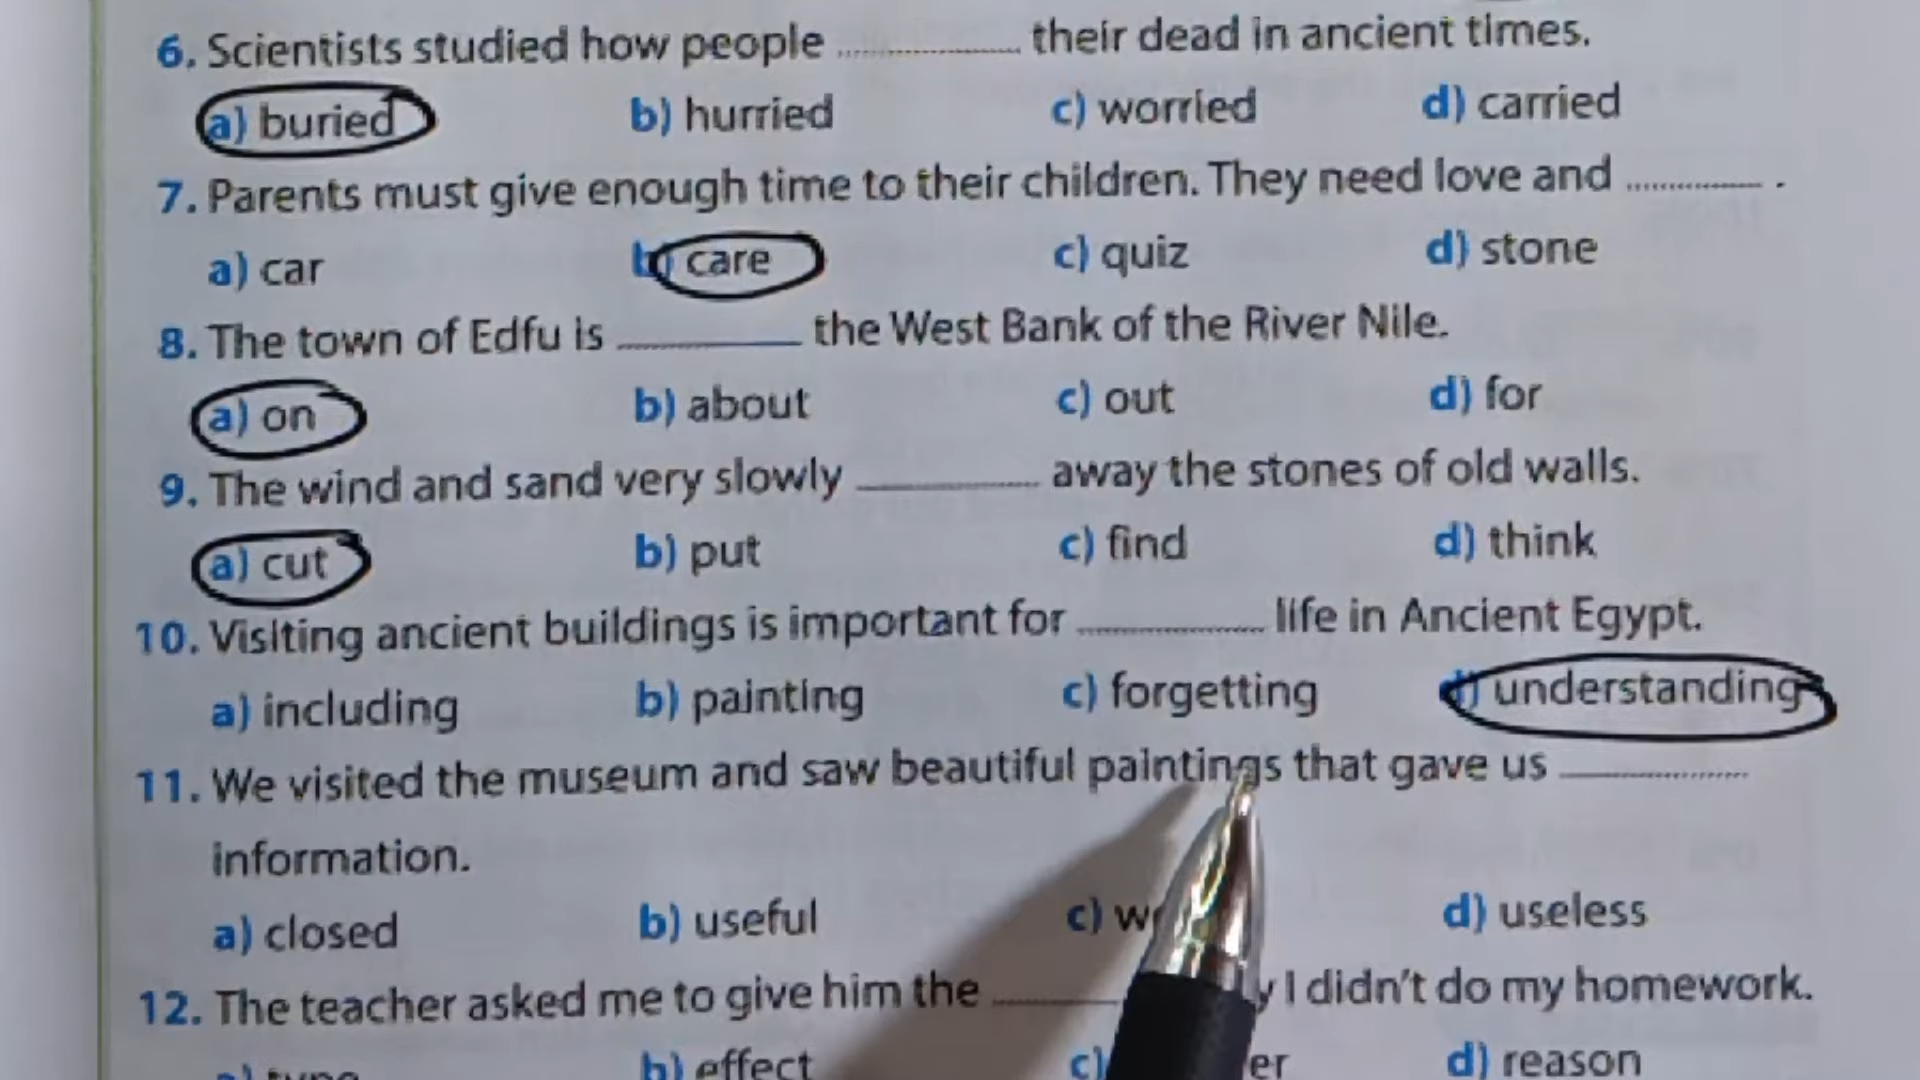 6. Scientists studied how people .................. their dead in ancient times.
a) buried b) hurried c) worried d) carried
7. Parents must give enough time to their children. They need love and .............. .
a) car b) care c) quiz d) stone
8. The town of Edfu is .................. the West Bank of the River Nile.
a) on b) about c) out d) for
9. The wind and sand very slowly .................. away the stones of old walls.
a) cut b) put c) find d) think
10. Visiting ancient buildings is important for .................. life in Ancient Egypt.
a) including b) painting c) forgetting d) understanding
11. We visited the museum and saw beautiful paintings that gave us ..................
information.
a) closed b) useful c) d) useless
12. The teacher asked me to give him the ............ I didn't do my homework.
b) effect c) d) reason